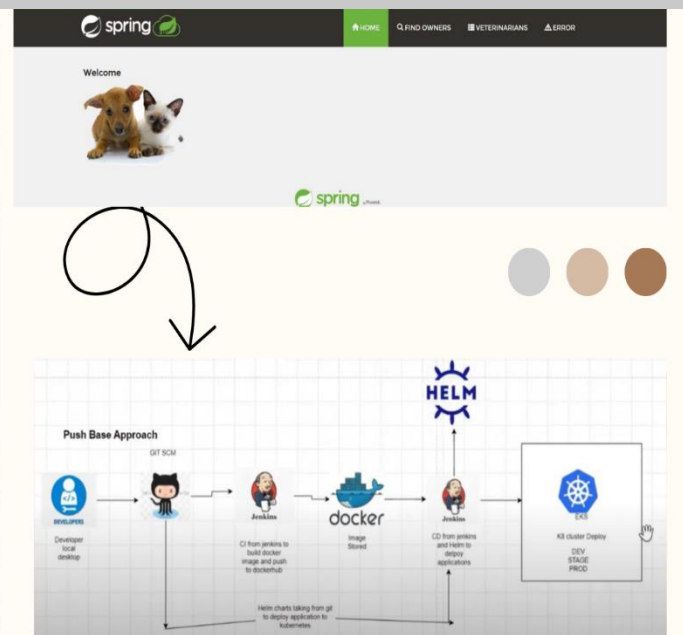 spring
HOME FIND OWNERS VETERINARIANS ERROR
Welcome
spring
HELM
Push Base Approach
GIT SCM
DEVELOPERS
Jenkins
docker
Jenkins
EKS
Developer
local
desktop
CI from jenkins to
build docker
image and push
to dockerhub
Image
Stored
CD from jenkins
and Helm to
delpoy
applications
K8 cluster Deploy
DEV
STAGE
PROD
Helm charts taking from git
to deploy application to
kubernetes